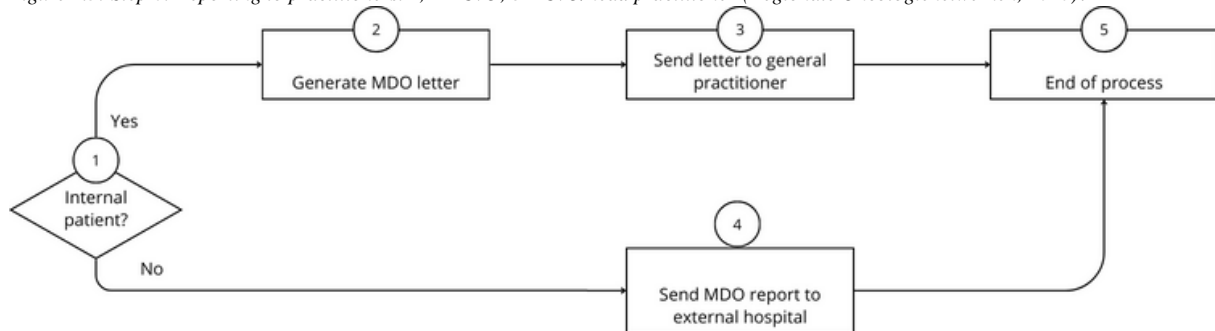 2
3
5
Generate MDO letter
Send letter to general
practitioner
End of process
Yes
1
Internal
patient?
No
4
Send MDO report to
external hospital